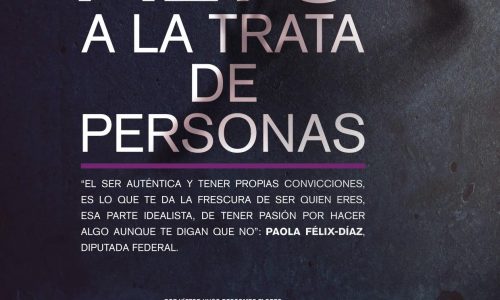 A LA TRATA
DE
PERSONAS
“EL SER AUTÉNTICA Y TENER PROPIAS CONVICCIONES,
ES LO QUE TE DA LA FRESCURA DE SER QUIEN ERES,
ESA PARTE IDEALISTA, DE TENER PASIÓN POR HACER
ALGO AUNQUE TE DIGAN QUE NO”: PAOLA FÉLIX-DÍAZ,
DIPUTADA FEDERAL.